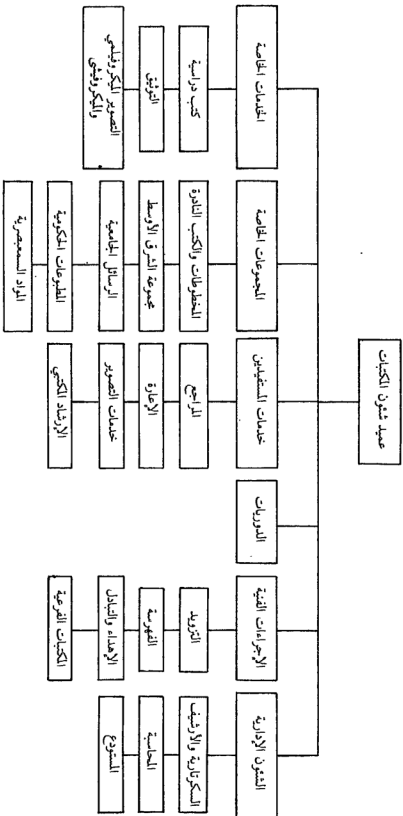 عميد شئون المكتبات
الشئون الإدارية
السكرتارية والأرشيف
المحاسبة
المستودع
الإجراءات الفنية
التزويد
الفهرسة
الإهداء والتبادل
المكتبات الفرعية
الدوريات
خدمات المستفيدين
المراجع
الإعارة
خدمات التصوير
الإرشاد المكتبي
المجموعات الخاصة
المخطوطات والكتب النادرة
مجموعة الشرق الأوسط
الرسائل الجامعية
المطبوعات الحكومية
المواد السمعبصرية
الخدمات الخاصة
كتب دراسية
التوثيق
التصوير الميكروفيلمي
والميكروفيشي